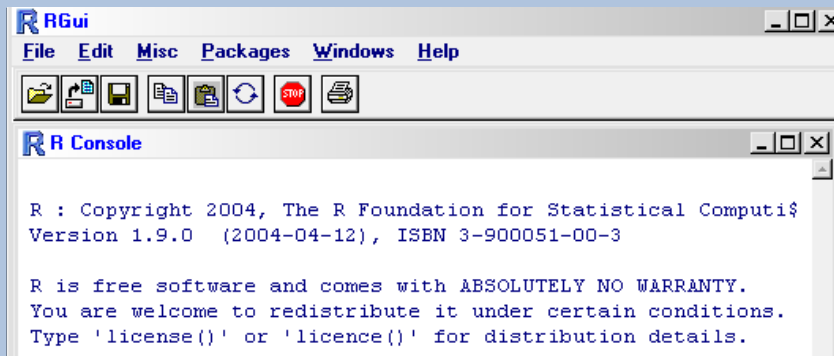 RGui
File Edit Misc Packages Windows Help
STOP
R Console
R : Copyright 2004, The R Foundation for Statistical Computi$
Version 1.9.0  (2004-04-12), ISBN 3-900051-00-3
R is free software and comes with ABSOLUTELY NO WARRANTY.
You are welcome to redistribute it under certain conditions.
Type 'license()' or 'licence()' for distribution details.